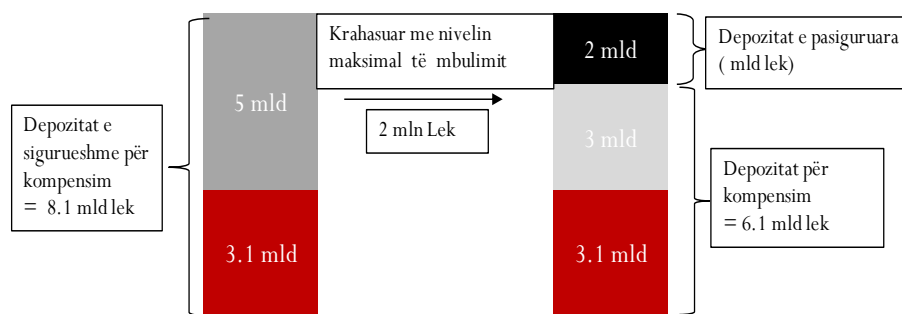 Depozitat e
sigurueshme për
kompensim
= 8.1 mld lek
5 mld
3.1 mld
Krahasuar me nivelin
maksimal të mbulimit
2 mln Lek
2 mld
3 mld
3.1 mld
Depozitat e pasiguruara
( mld lek)
Depozitat për
kompensim
= 6.1 mld lek